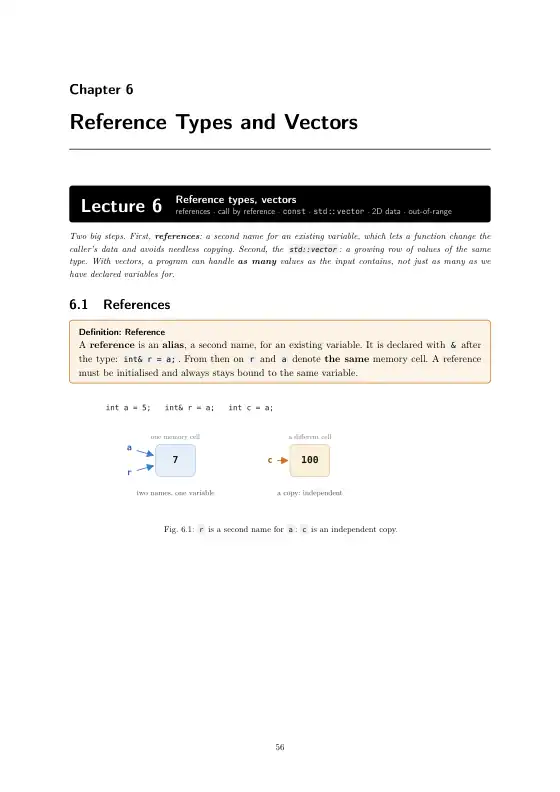 Chapter 6
Reference Types and Vectors
Lecture 6
Reference types, vectors
references · call by reference · const · std::vector · 2D data · out-of-range
Two big steps. First, references: a second name for an existing variable, which lets a function change the
caller's data and avoids needless copying. Second, the std::vector: a growing row of values of the same
type. With vectors, a program can handle as many values as the input contains, not just as many as we
have declared variables for.
6.1 References
Definition: Reference
A reference is an alias, a second name, for an existing variable. It is declared with & after
the type: int& r = a;. From then on r and a denote the same memory cell. A reference
must be initialised and always stays bound to the same variable.
int a = 5; int& r = a; int c = a;
one memory cell
a different cell
a
7
c
100
r
two names, one variable
a copy: independent
Fig. 6.1: r is a second name for a: c is an independent copy.
56